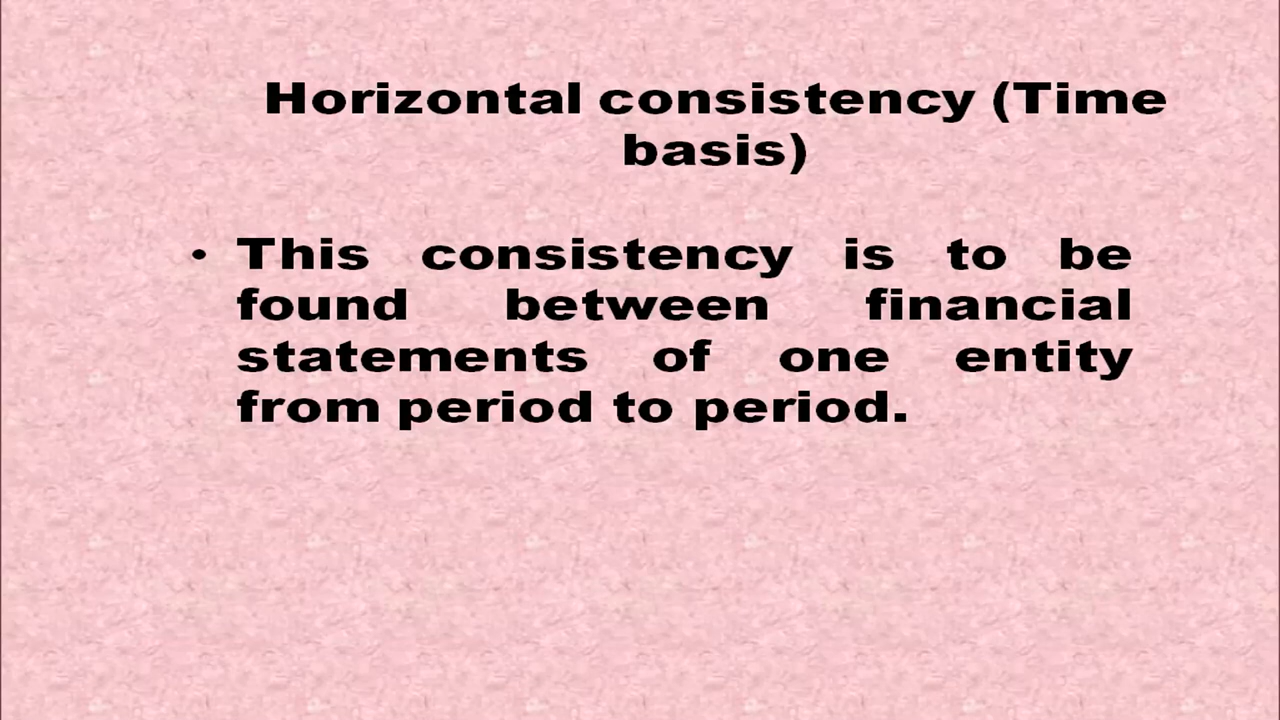 Horizontal consistency (Time
basis)
• This consistency is to be
found between financial
statements of one entity
from period to period.